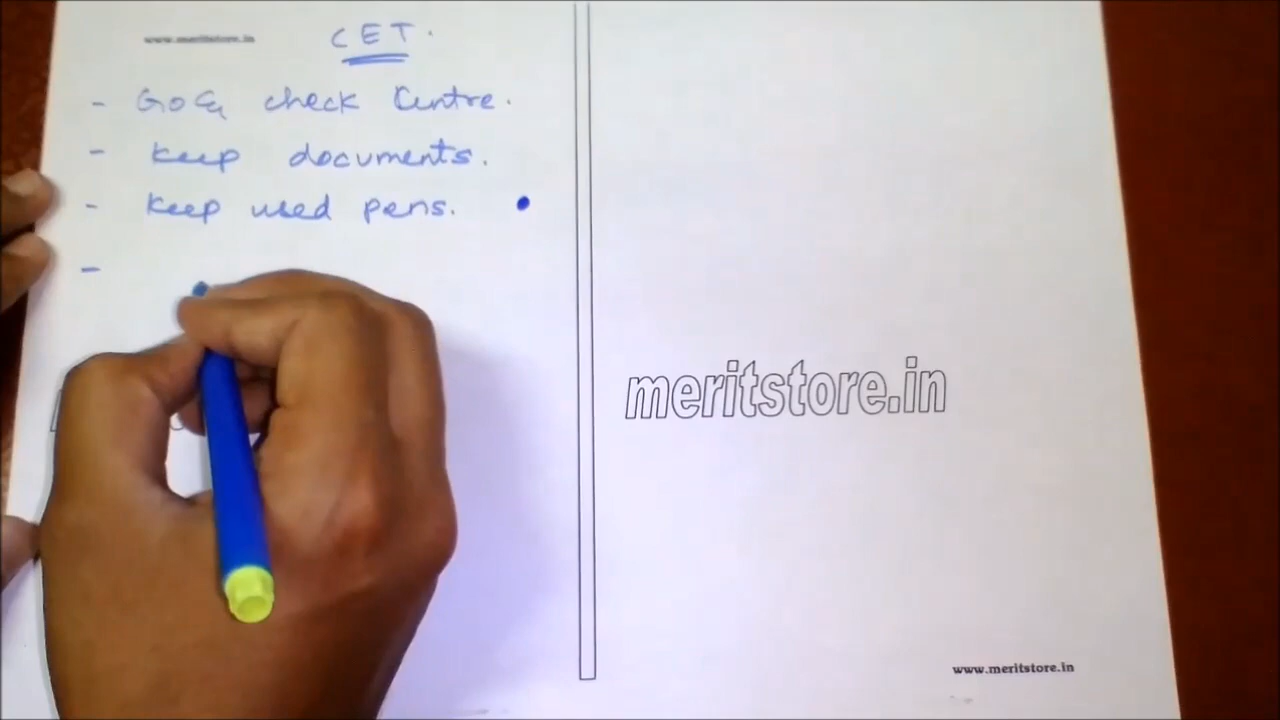 www.meritstore.in
CET.
- Go & check Centre.
- Keep documents.
- Keep used pens.
-
meritstore.in
www.meritstore.in